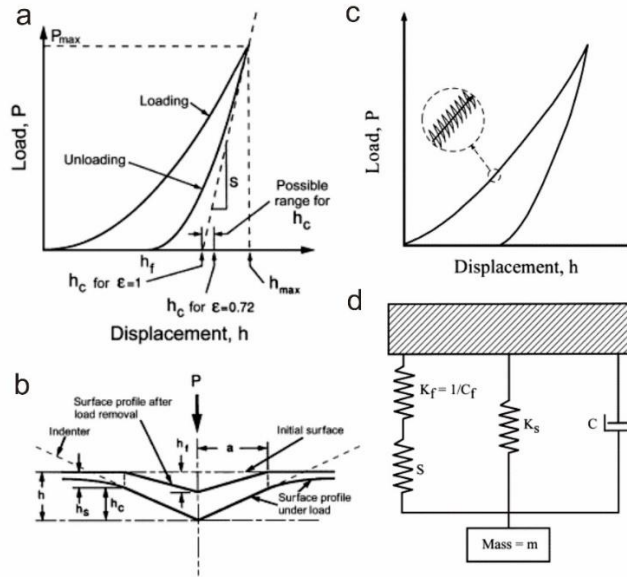 a
Pmax
Load, P
Loading
Unloading
S
Possible
range for
hc
hf
hc for ε=1
hmax
hc for ε=0.72
Displacement, h
b
P
Surface profile after
load removal
Indenter
hf
a
Initial surface
h
hs
hc
Surface profile
under load
c
Load, P
Displacement, h
d
Kf = 1/Cf
S
Ks
C
Mass = m